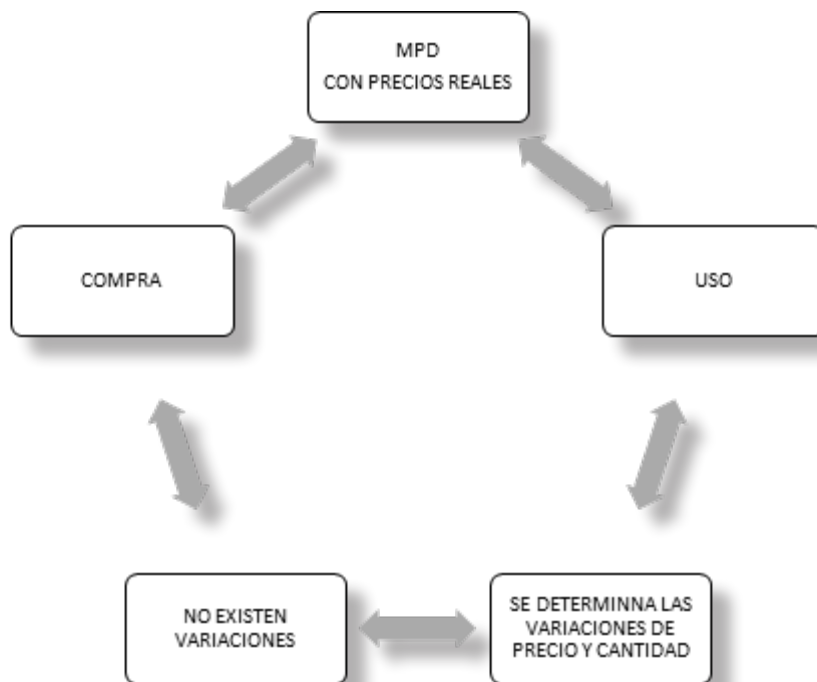 MPD
CON PRECIOS REALES
COMPRA
USO
NO EXISTEN
VARIACIONES
SE DETERMINNA LAS
VARIACIONES DE
PRECIO Y CANTIDAD